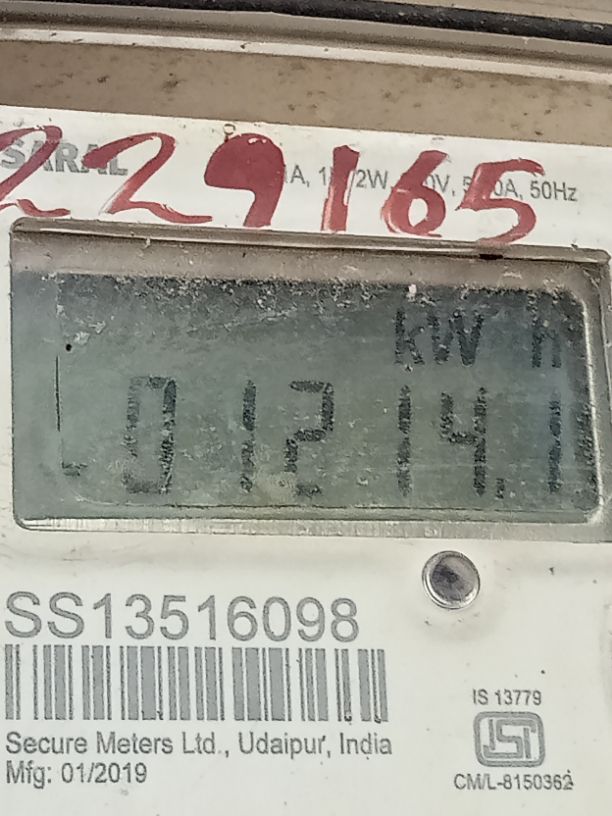 SARAL
229165
50Hz
kWh
01214.1
SS13516098
IS 13779
Secure Meters Ltd., Udaipur, India
Mfg: 01/2019
CM/L-8150362